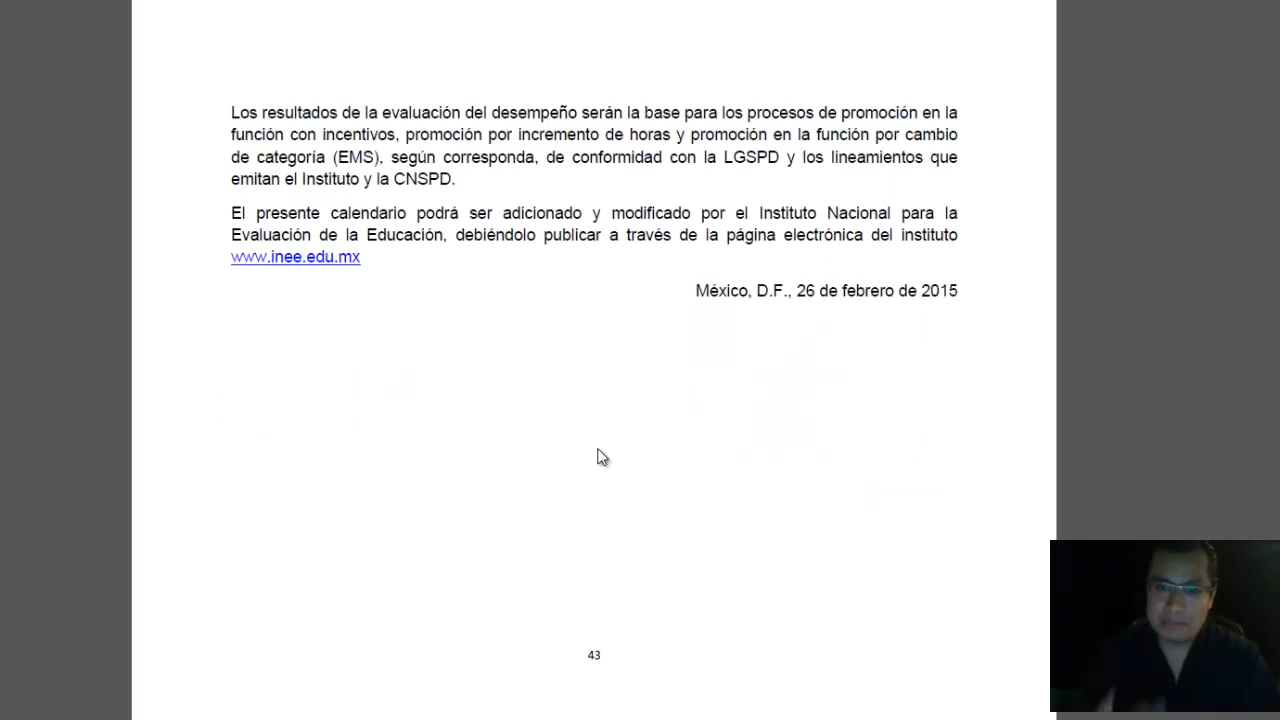 Los resultados de la evaluación del desempeño serán la base para los procesos de promoción en la
función con incentivos, promoción por incremento de horas y promoción en la función por cambio
de categoría (EMS), según corresponda, de conformidad con la LGSPD y los lineamientos que
emitan el Instituto y la CNSPD.
El presente calendario podrá ser adicionado y modificado por el Instituto Nacional para la
Evaluación de la Educación, debiéndolo publicar a través de la página electrónica del instituto
www.inee.edu.mx
México, D.F., 26 de febrero de 2015
43